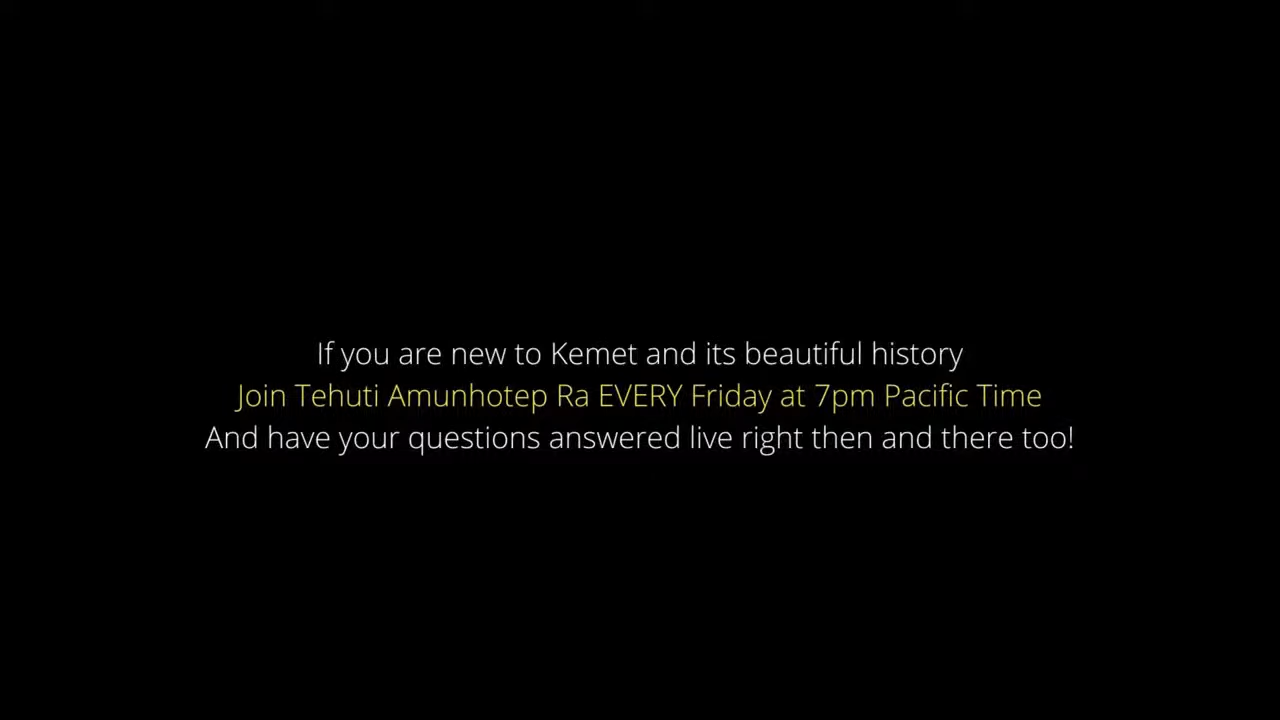 If you are new to Kemet and its beautiful history
Join Tehuti Amunhotep Ra EVERY Friday at 7pm Pacific Time
And have your questions answered live right then and there too!